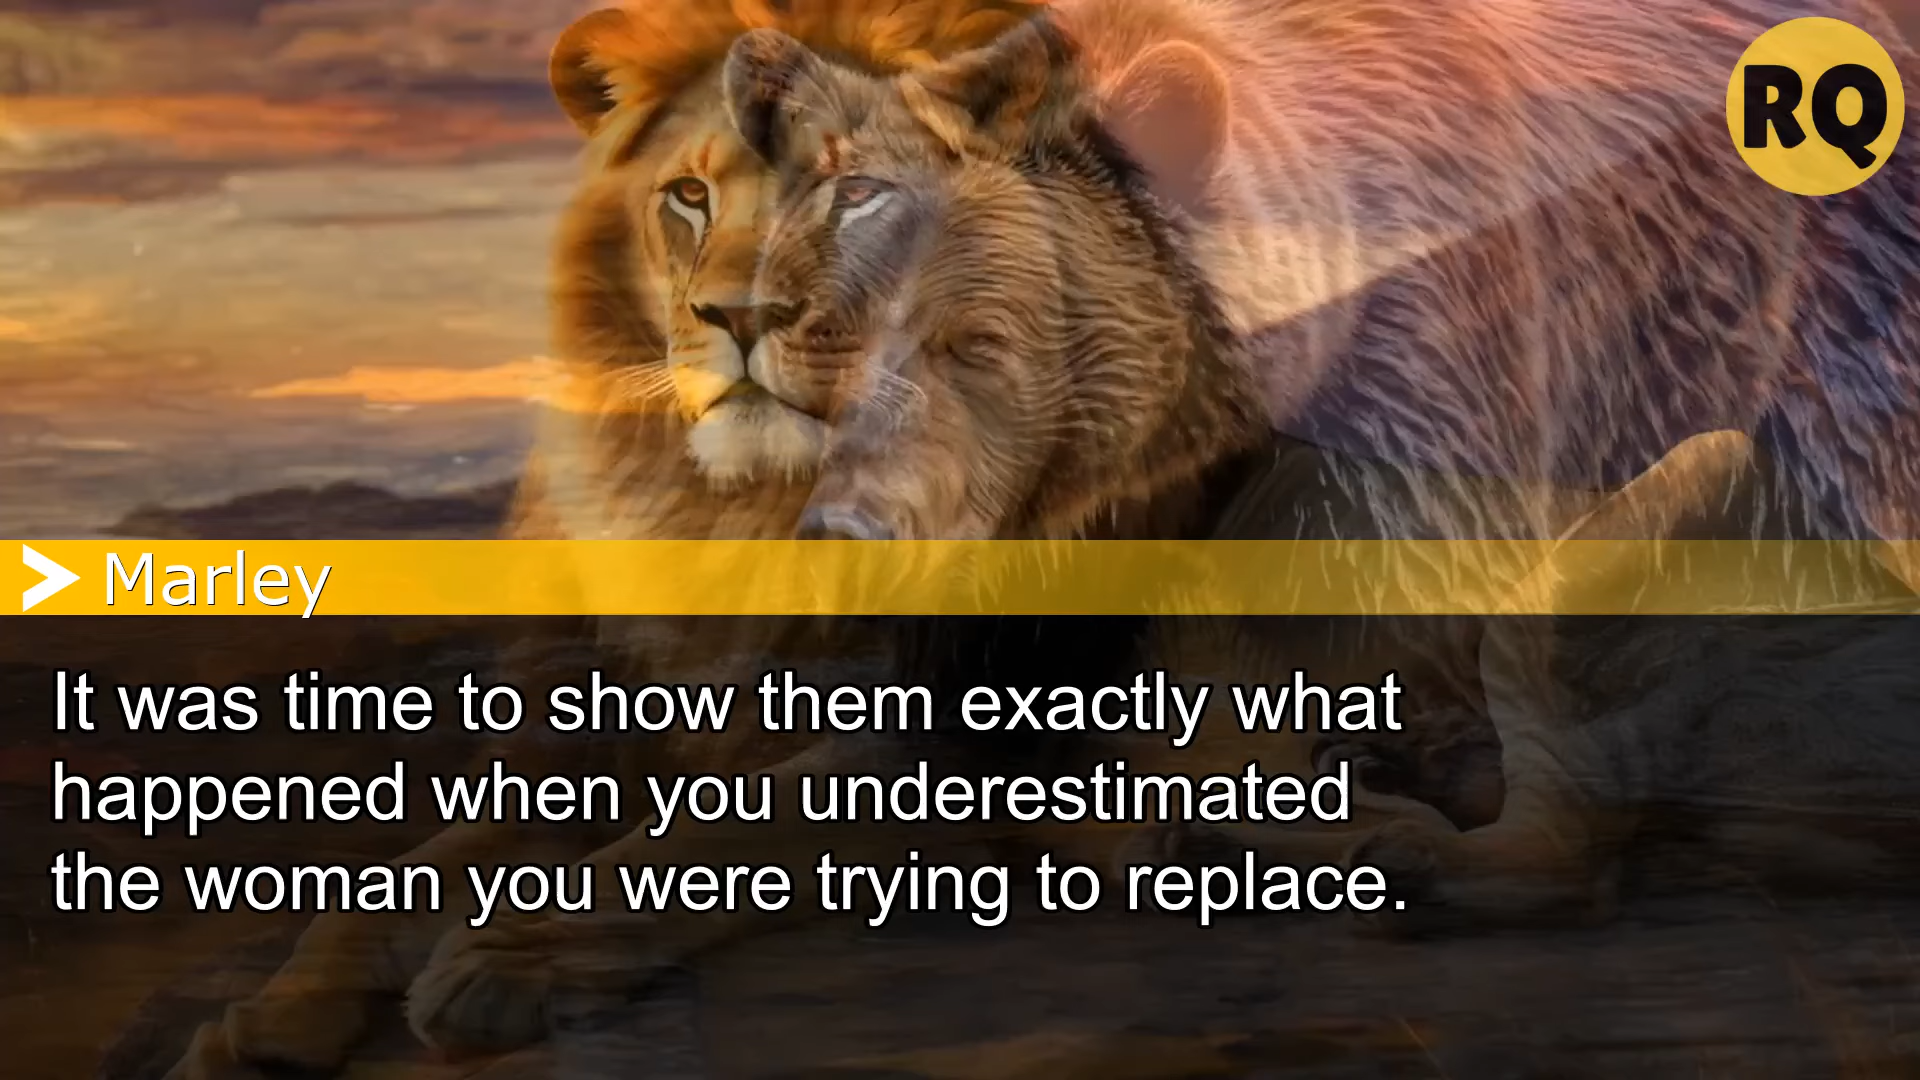 RQ
Marley
It was time to show them exactly what
happened when you underestimated
the woman you were trying to replace.